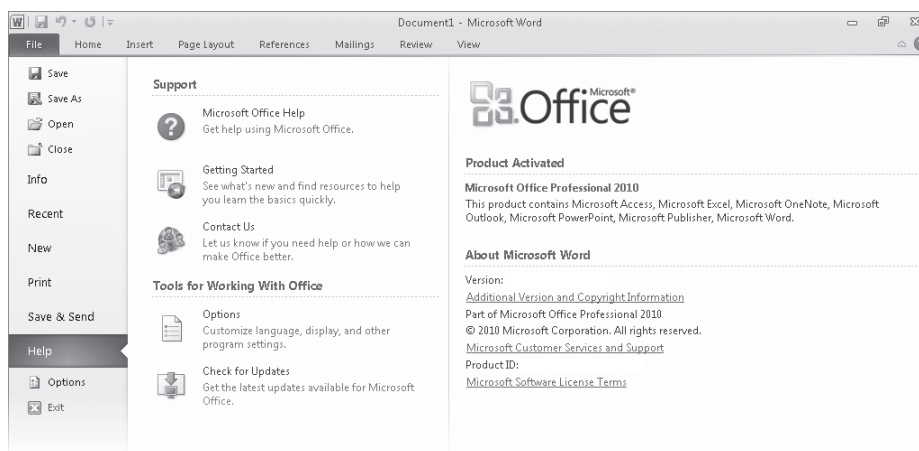 Document1 - Microsoft Word
File Home Insert Page Layout References Mailings Review View
Save
Save As
Open
Close
Info
Recent
New
Print
Save & Send
Help
Options
Exit
Support
Microsoft Office Help
Get help using Microsoft Office.
Getting Started
See what's new and find resources to help
you learn the basics quickly.
Contact Us
Let us know if you need help or how we can
make Office better.
Tools for Working With Office
Options
Customize language, display, and other
program settings.
Check for Updates
Get the latest updates available for Microsoft
Office.
Microsoft®
Office
Product Activated
Microsoft Office Professional 2010
This product contains Microsoft Access, Microsoft Excel, Microsoft OneNote, Microsoft
Outlook, Microsoft PowerPoint, Microsoft Publisher, Microsoft Word.
About Microsoft Word
Version:
Additional Version and Copyright Information
Part of Microsoft Office Professional 2010
© 2010 Microsoft Corporation. All rights reserved.
Microsoft Customer Services and Support
Product ID:
Microsoft Software License Terms